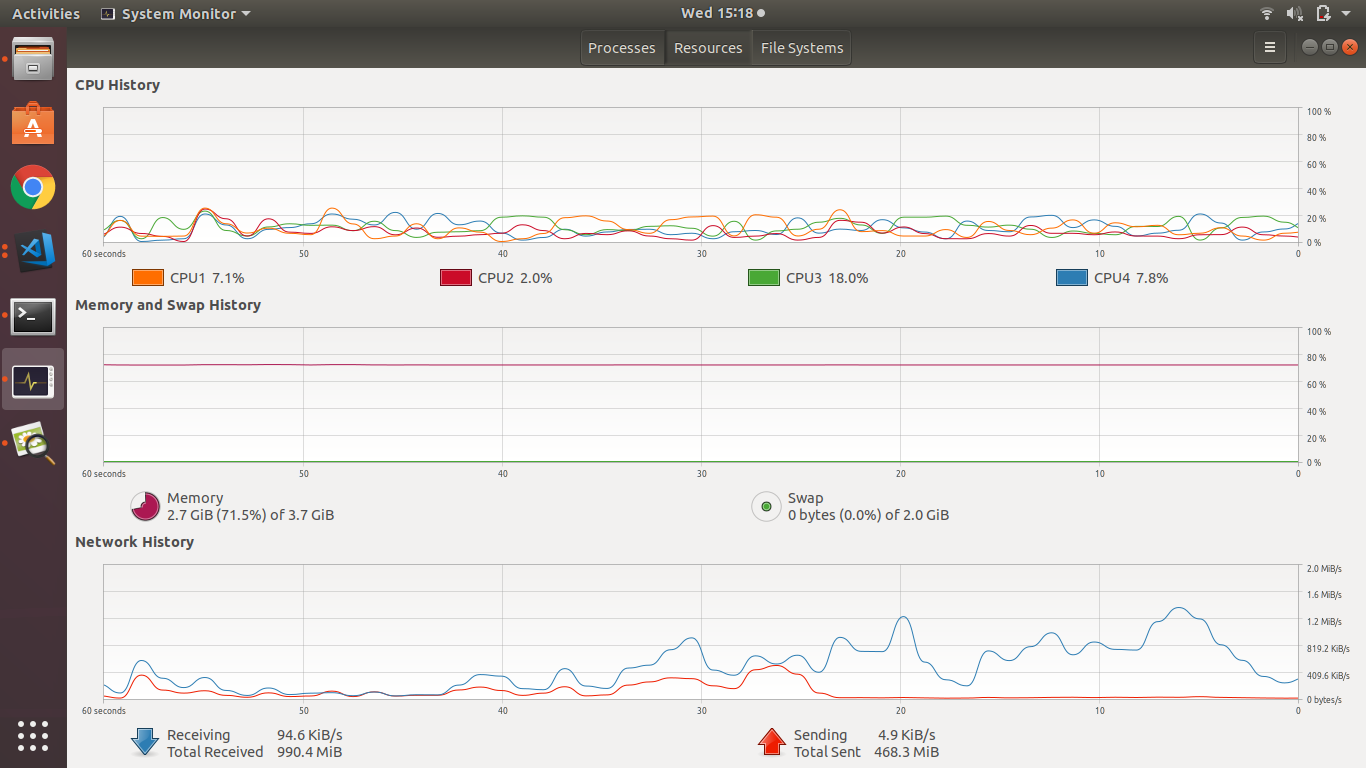 Activities System Monitor Wed 15:18
Processes Resources File Systems
CPU History
100 %
80 %
60 %
40 %
20 %
0 %
60 seconds 50 40 30 20 10 0
CPU1 7.1% CPU2 2.0% CPU3 18.0% CPU4 7.8%
Memory and Swap History
100 %
80 %
60 %
40 %
20 %
0 %
60 seconds 50 40 30 20 10 0
Memory Swap
2.7 GiB (71.5%) of 3.7 GiB 0 bytes (0.0%) of 2.0 GiB
Network History
2.0 MiB/s
1.6 MiB/s
1.2 MiB/s
819.2 KiB/s
409.6 KiB/s
0 bytes/s
60 seconds 50 40 30 20 10 0
Receiving 94.6 KiB/s Sending 4.9 KiB/s
Total Received 990.4 MiB Total Sent 468.3 MiB